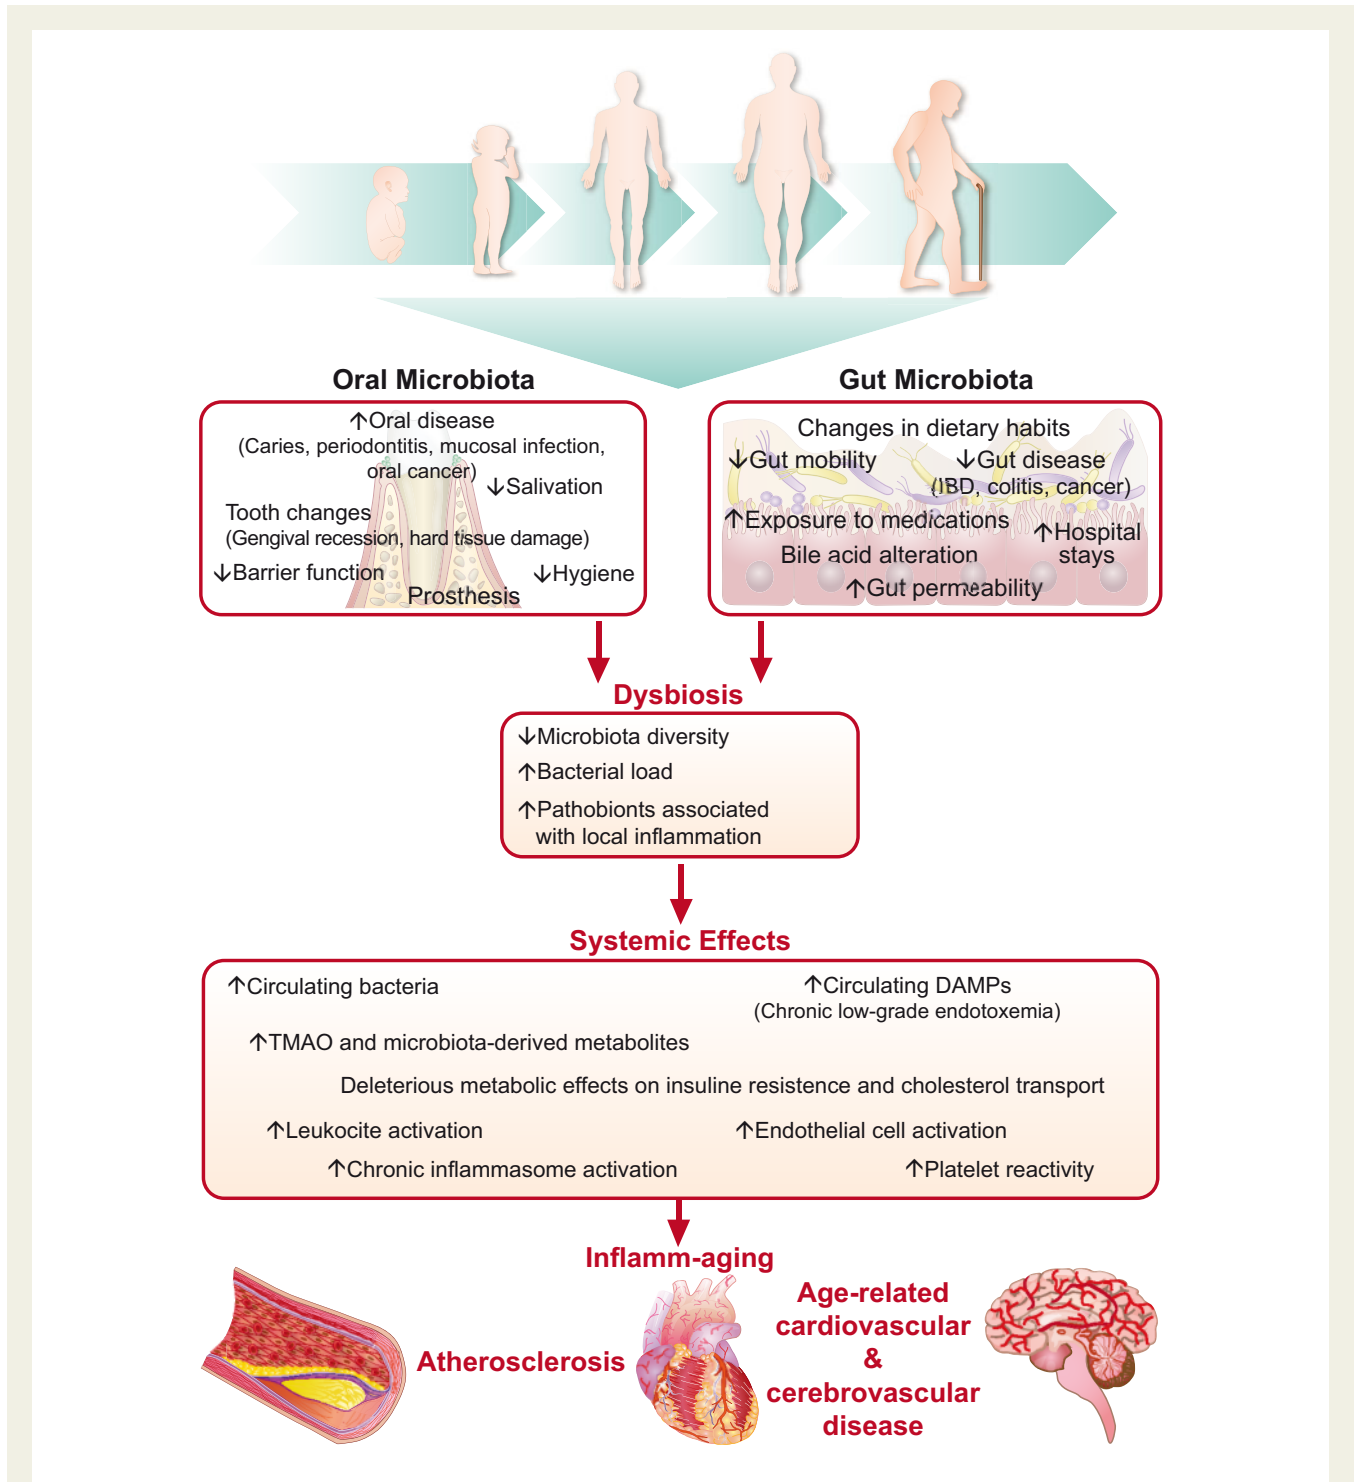 Oral Microbiota
↑Oral disease
(Caries, periodontitis, mucosal infection,
oral cancer)
↓Salivation
Tooth changes
(Gengival recession, hard tissue damage)
↓Barrier function
↓Hygiene
Prosthesis
Gut Microbiota
Changes in dietary habits
↓Gut mobility
↓Gut disease
(IBD, colitis, cancer)
↑Exposure to medications
↑Hospital
stays
Bile acid alteration
↑Gut permeability
Dysbiosis
↓Microbiota diversity
↑Bacterial load
↑Pathobionts associated
with local inflammation
Systemic Effects
↑Circulating bacteria
↑Circulating DAMPs
(Chronic low-grade endotoxemia)
↑TMAO and microbiota-derived metabolites
Deleterious metabolic effects on insuline resistence and cholesterol transport
↑Leukocite activation
↑Endothelial cell activation
↑Chronic inflammasome activation
↑Platelet reactivity
Inflamm-aging
Atherosclerosis
Age-related
cardiovascular
&
cerebrovascular
disease